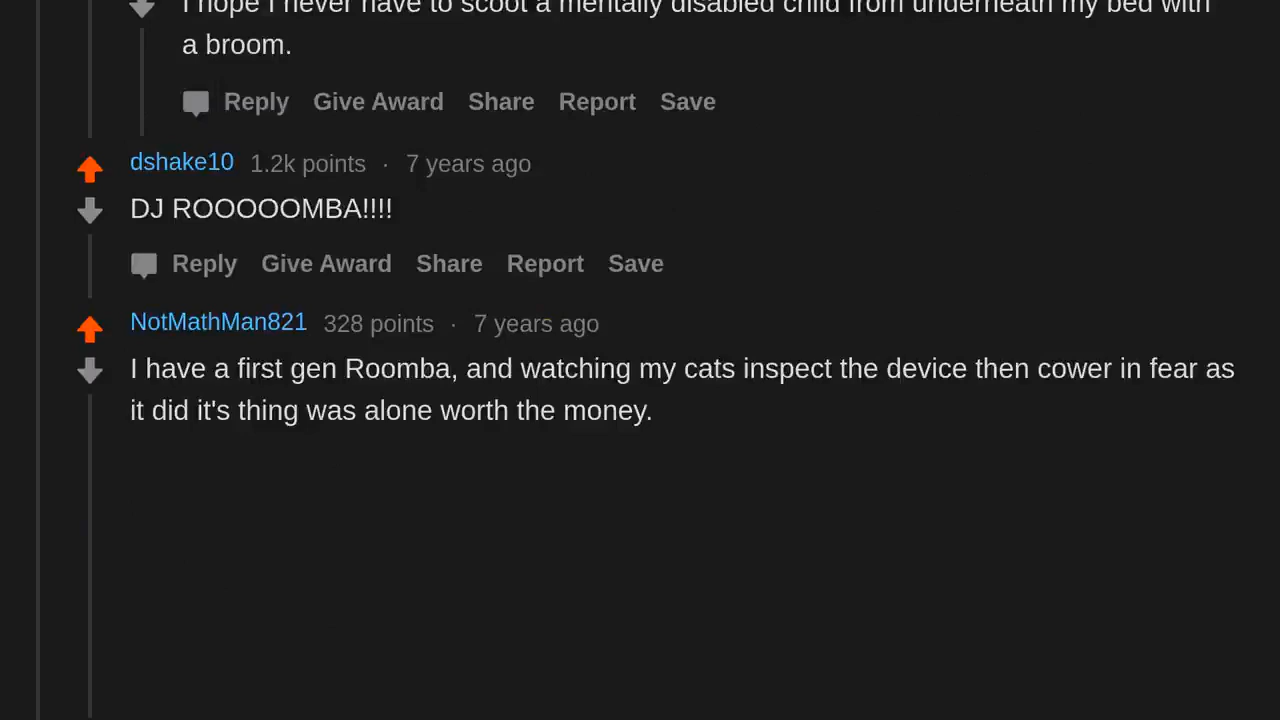 I hope I never have to scoot a mentally disabled child from underneath my bed with
a broom.
Reply Give Award Share Report Save
dshake10 1.2k points · 7 years ago
DJ ROOOOOMBA!!!!
Reply Give Award Share Report Save
NotMathMan821 328 points · 7 years ago
I have a first gen Roomba, and watching my cats inspect the device then cower in fear as
it did it's thing was alone worth the money.